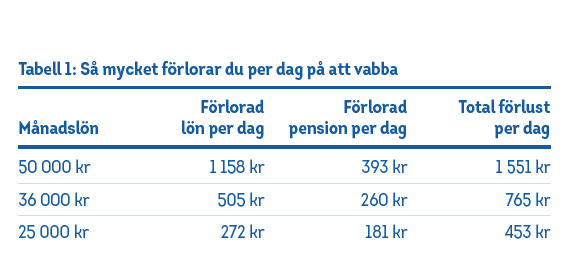 Tabell 1: Så mycket förlorar du per dag på att vabba
Månadslön Förlorad lön per dag Förlorad pension per dag Total förlust per dag
50 000 kr 1 158 kr 393 kr 1 551 kr
36 000 kr 505 kr 260 kr 765 kr
25 000 kr 272 kr 181 kr 453 kr